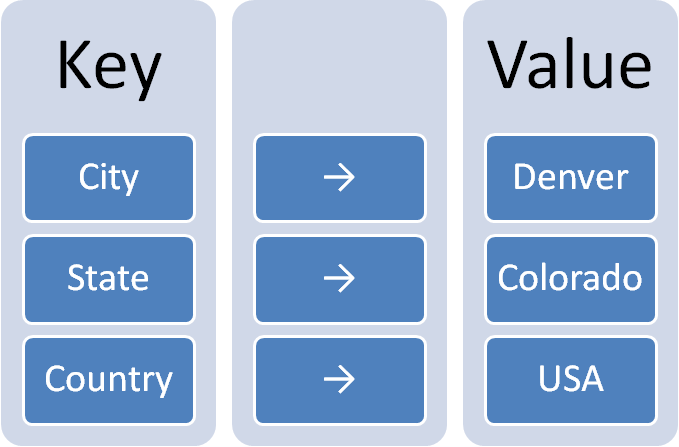 Key Value
City → Denver
State → Colorado
Country → USA